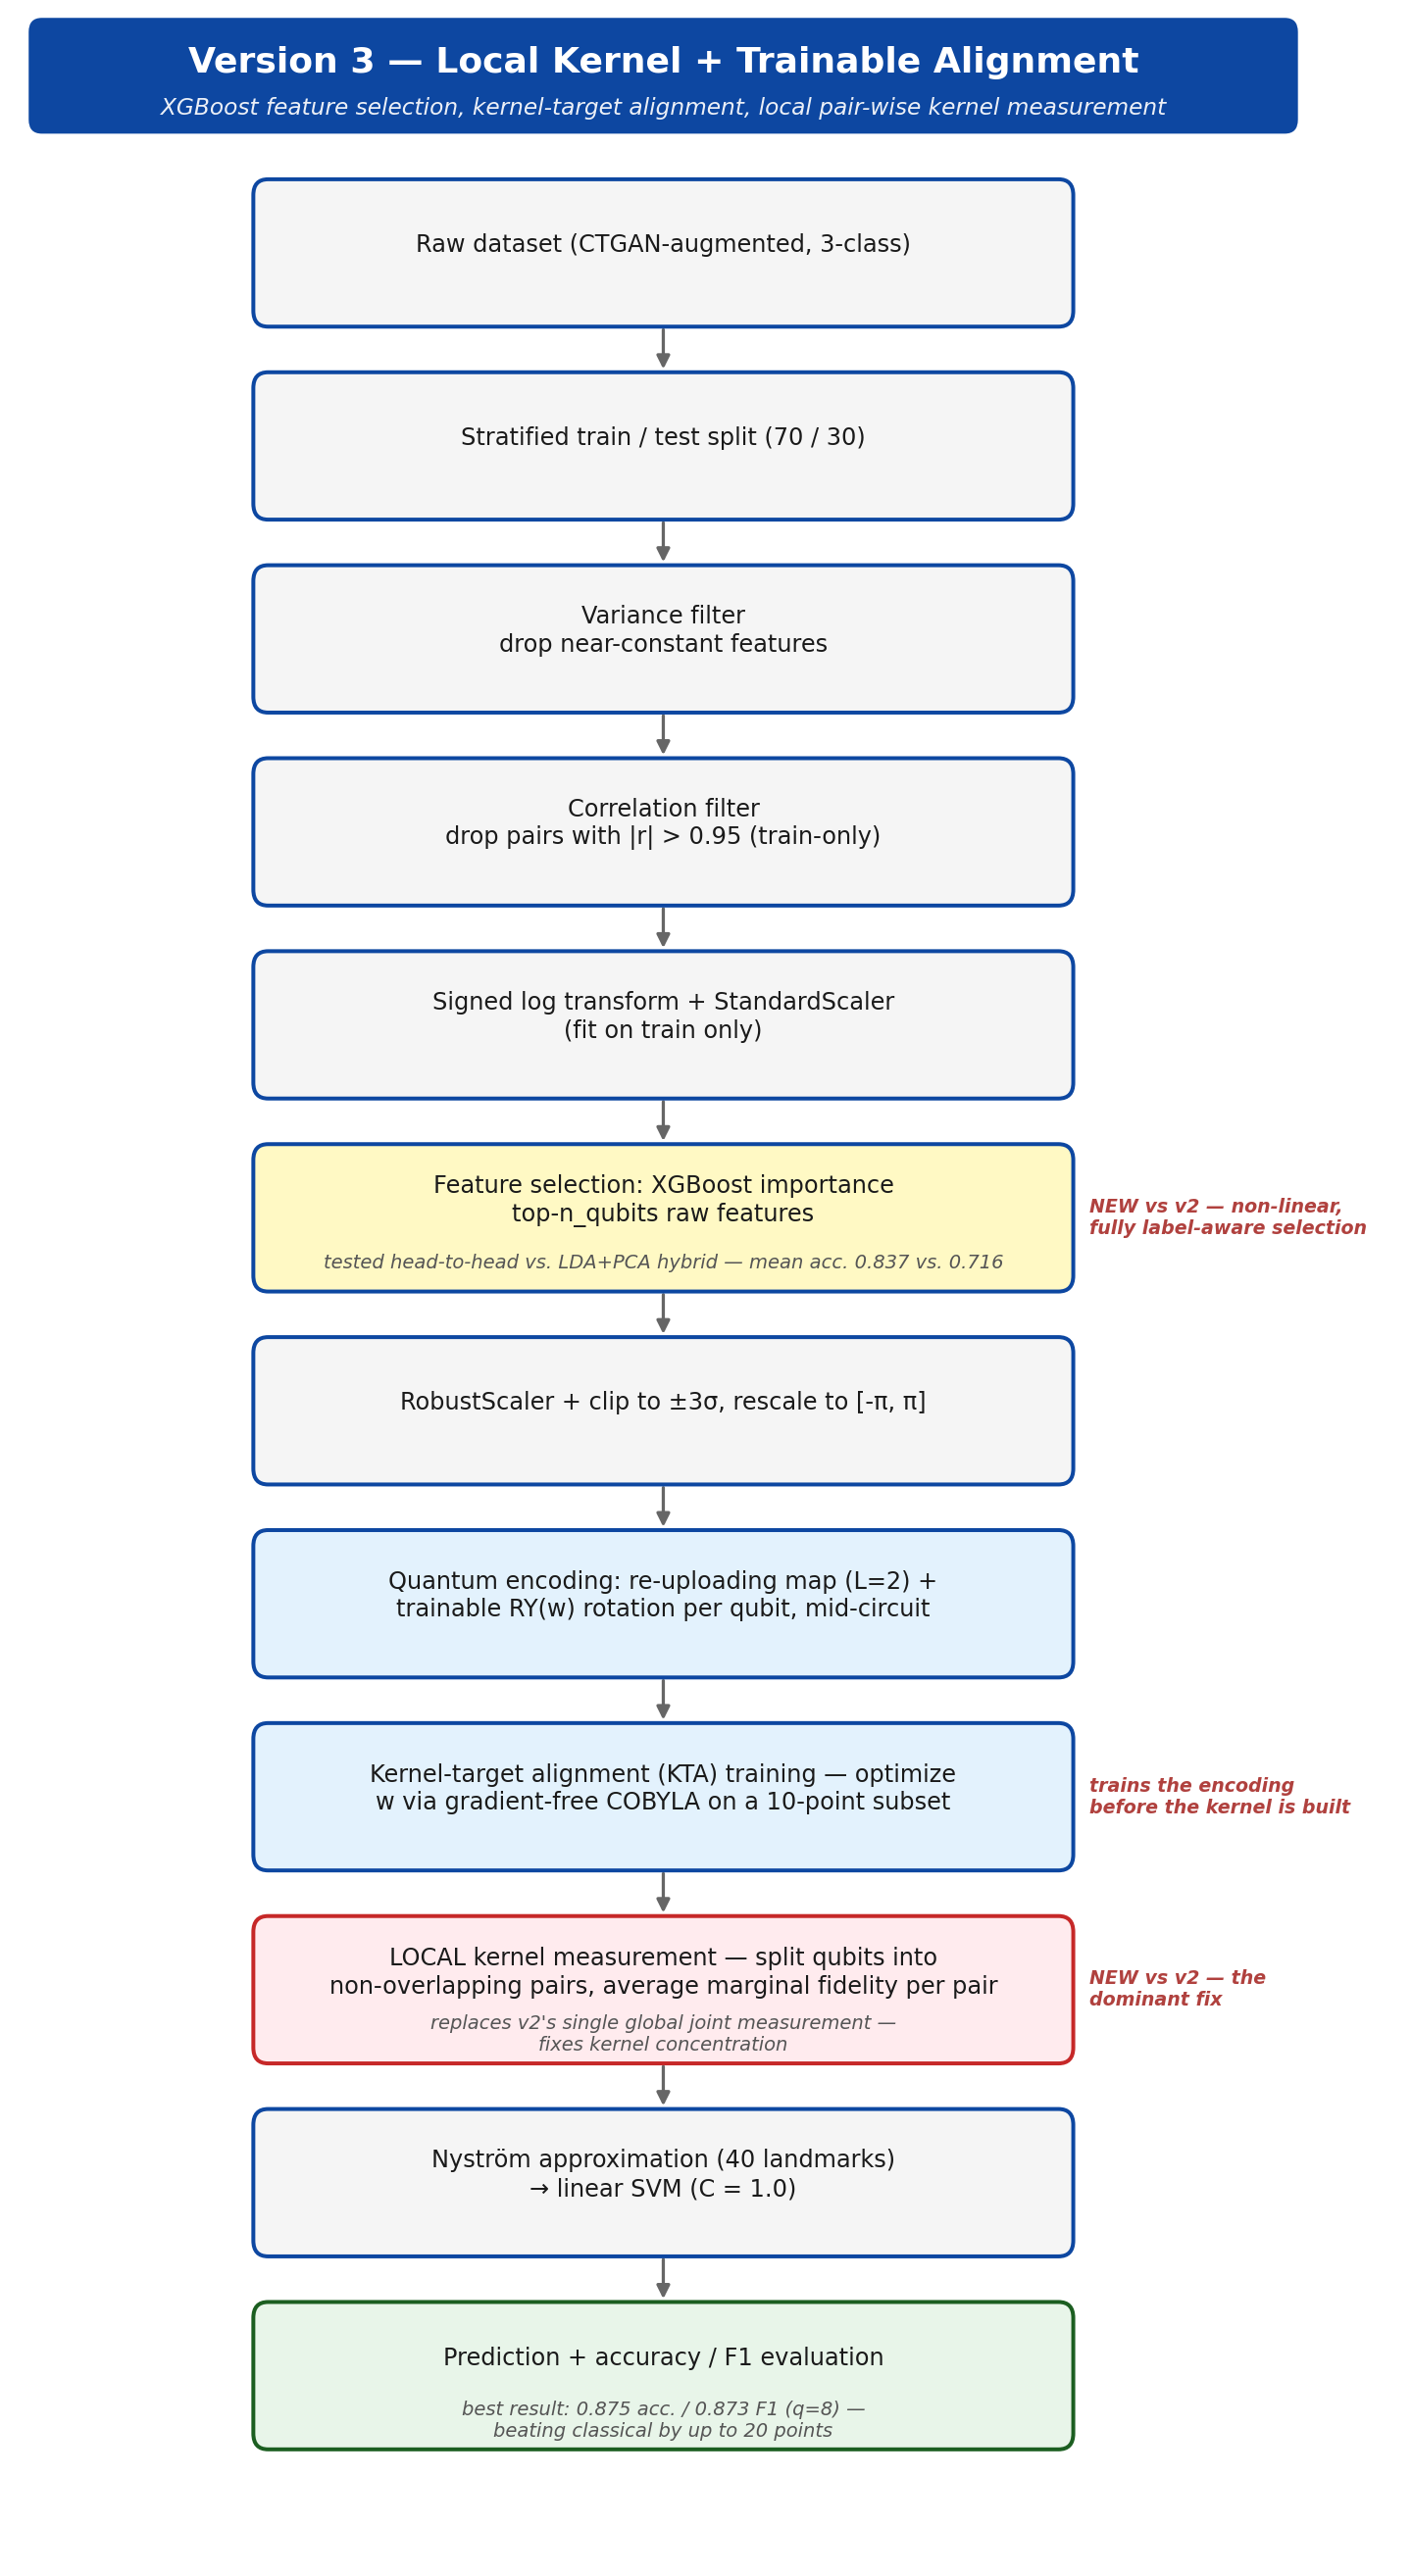 Version 3 — Local Kernel + Trainable Alignment
XGBoost feature selection, kernel-target alignment, local pair-wise kernel measurement
Raw dataset (CTGAN-augmented, 3-class)
Stratified train / test split (70 / 30)
Variance filter
drop near-constant features
Correlation filter
drop pairs with |r| > 0.95 (train-only)
Signed log transform + StandardScaler
(fit on train only)
Feature selection: XGBoost importance
top-n_qubits raw features
tested head-to-head vs. LDA+PCA hybrid — mean acc. 0.837 vs. 0.716
NEW vs v2 — non-linear,
fully label-aware selection
RobustScaler + clip to ±3σ, rescale to [-π, π]
Quantum encoding: re-uploading map (L=2) +
trainable RY(w) rotation per qubit, mid-circuit
Kernel-target alignment (KTA) training — optimize
w via gradient-free COBYLA on a 10-point subset
trains the encoding
before the kernel is built
LOCAL kernel measurement — split qubits into
non-overlapping pairs, average marginal fidelity per pair
replaces v2's single global joint measurement —
fixes kernel concentration
NEW vs v2 — the
dominant fix
Nyström approximation (40 landmarks)
→ linear SVM (C = 1.0)
Prediction + accuracy / F1 evaluation
best result: 0.875 acc. / 0.873 F1 (q=8) —
beating classical by up to 20 points